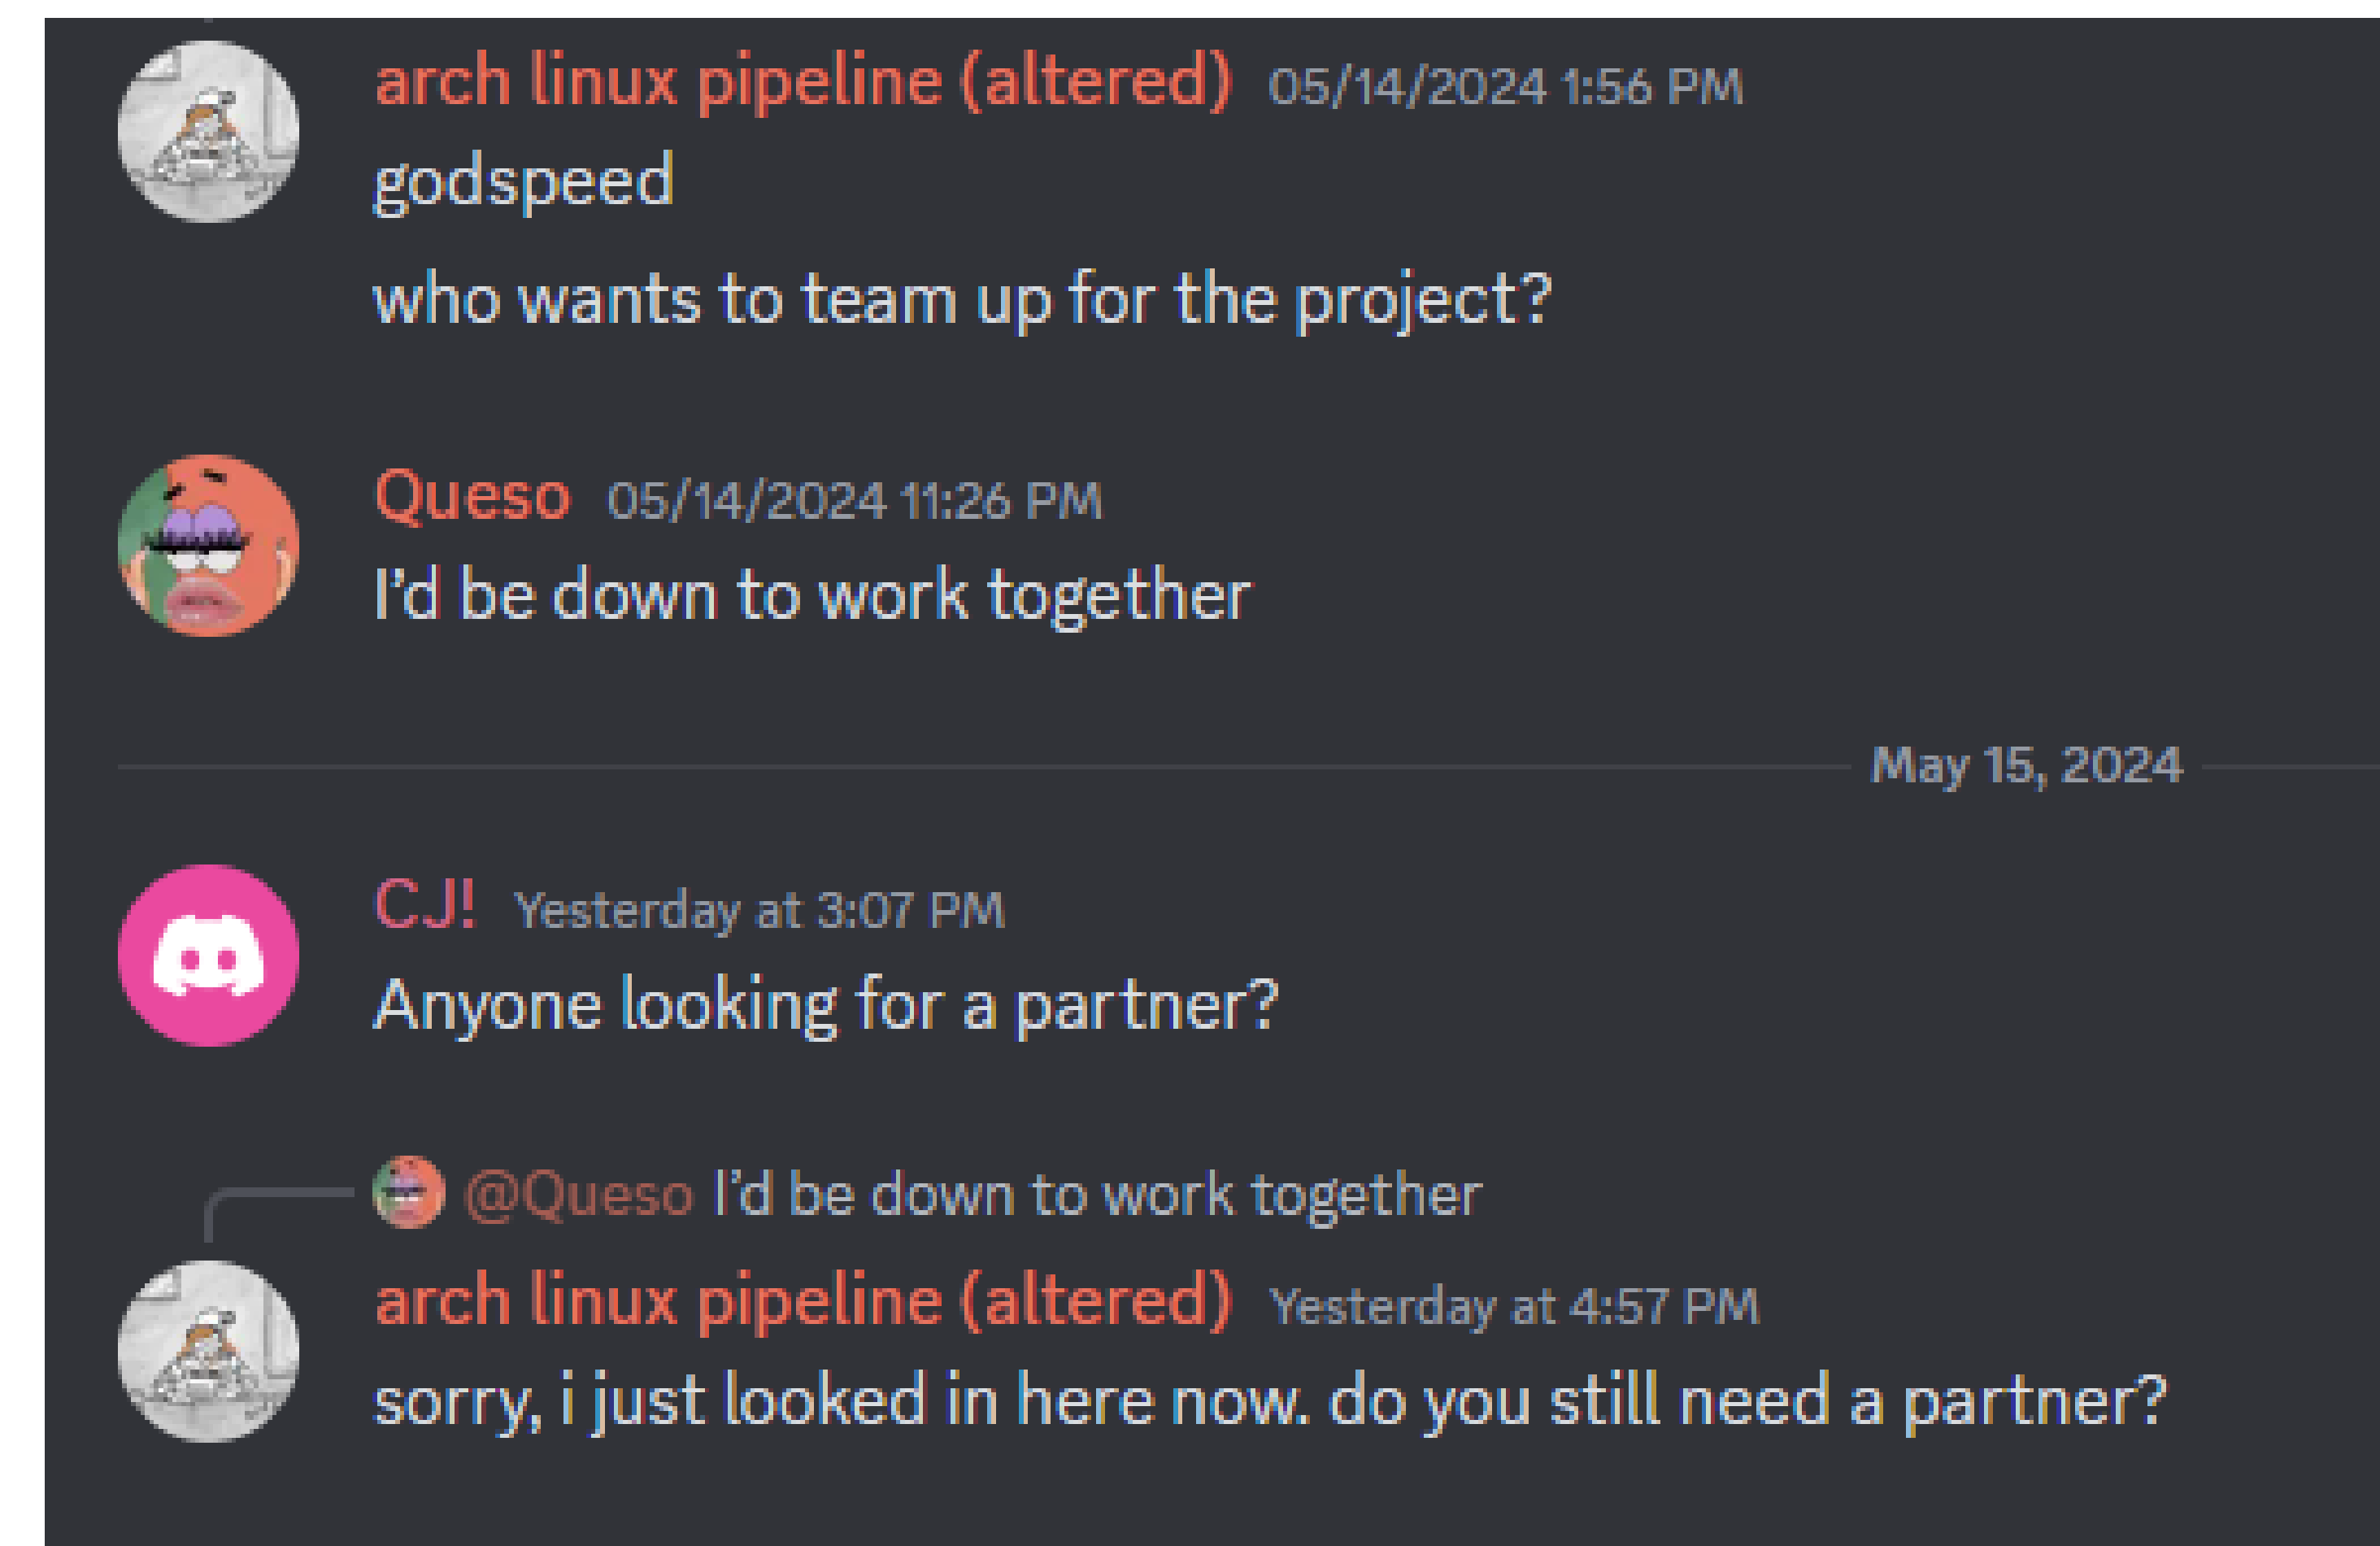 arch linux pipeline (altered) 05/14/2024 1:56 PM
godspeed
who wants to team up for the project?
Queso 05/14/2024 11:26 PM
I’d be down to work together
May 15, 2024
CJ! Yesterday at 3:07 PM
Anyone looking for a partner?
@Queso I’d be down to work together
arch linux pipeline (altered) Yesterday at 4:57 PM
sorry, i just looked in here now. do you still need a partner?